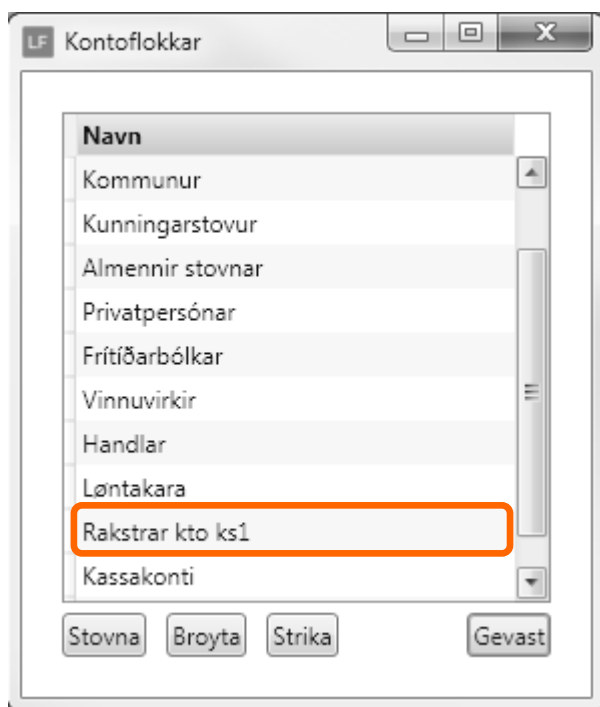 LF Kontoflokkar
Navn
Kommunur
Kunningarstovur
Almennir stovnar
Privatpersónar
Frítíðarbólkar
Vinnuvirkir
Handlar
Løntakara
Rakstrar kto ks1
Kassakonti
Stovna Broyta Strika Gevast